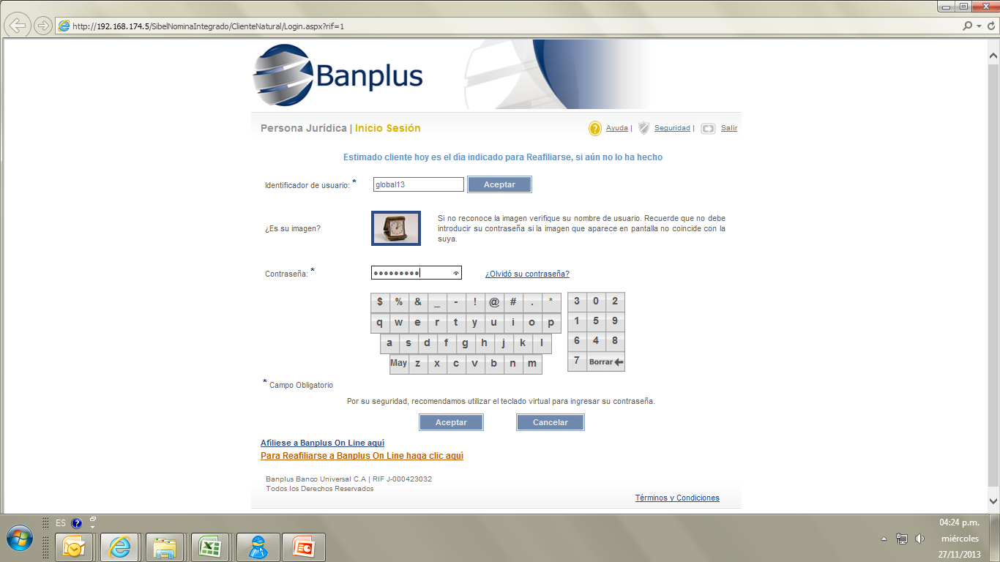 http://192.168.174.5/SibelNominaIntegrado/ClienteNatural/Login.aspx?rif=1
Banplus
Persona Jurídica | Inicio Sesión
Ayuda | Seguridad | Salir
Estimado cliente hoy es el día indicado para Reafiliarse, si aún no lo ha hecho
Identificador de usuario: * global13 Aceptar
¿Es su imagen?
Si no reconoce la imagen verifique su nombre de usuario. Recuerde que no debe
introducir su contraseña si la imagen que aparece en pantalla no coincide con la
suya.
Contraseña: * ●●●●●●●●● ¿Olvidó su contraseña?
$ % & _ - ! @ # . * 3 0 2
q w e r t y u i o p 1 5 9
a s d f g h j k l 6 4 8
May z x c v b n m 7 Borrar
* Campo Obligatorio
Por su seguridad, recomendamos utilizar el teclado virtual para ingresar su contraseña.
Aceptar Cancelar
Afíliese a Banplus On Line aquí
Para Reafiliarse a Banplus On Line haga clic aquí
Banplus Banco Universal C.A | RIF J-000423032
Todos los Derechos Reservados
Términos y Condiciones
ES
04:24 p.m.
miércoles
27/11/2013